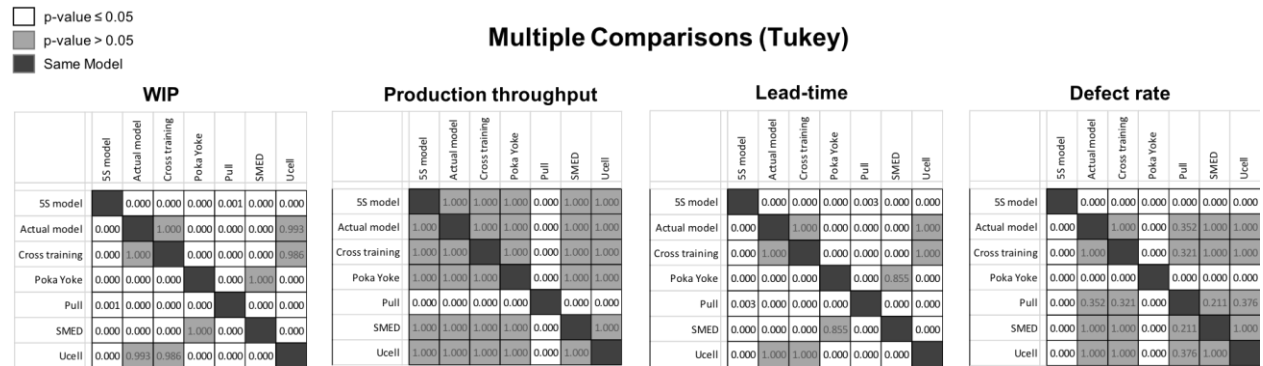 p-value ≤ 0.05
p-value > 0.05
Same Model
Multiple Comparisons (Tukey)
WIP
5S model Actual model Cross training Poka Yoke Pull SMED Ucell
5S model 0.000 0.000 0.000 0.001 0.000 0.000
Actual model 0.000 1.000 0.000 0.000 0.000 0.993
Cross training 0.000 1.000 0.000 0.000 0.000 0.986
Poka Yoke 0.000 0.000 0.000 0.000 1.000 0.000
Pull 0.001 0.000 0.000 0.000 0.000 0.000
SMED 0.000 0.000 0.000 1.000 0.000 0.000
Ucell 0.000 0.993 0.986 0.000 0.000 0.000
Production throughput
5S model Actual model Cross training Poka Yoke Pull SMED Ucell
5S model 1.000 1.000 1.000 0.000 1.000 1.000
Actual model 1.000 1.000 1.000 0.000 1.000 1.000
Cross training 1.000 1.000 1.000 0.000 1.000 1.000
Poka Yoke 1.000 1.000 1.000 0.000 1.000 1.000
Pull 0.000 0.000 0.000 0.000 0.000 0.000
SMED 1.000 1.000 1.000 1.000 0.000 1.000
Ucell 1.000 1.000 1.000 1.000 0.000 1.000
Lead-time
5S model Actual model Cross training Poka Yoke Pull SMED Ucell
5S model 0.000 0.000 0.000 0.003 0.000 0.000
Actual model 0.000 1.000 0.000 0.000 0.000 1.000
Cross training 0.000 1.000 0.000 0.000 0.000 1.000
Poka Yoke 0.000 0.000 0.000 0.000 0.855 0.000
Pull 0.003 0.000 0.000 0.000 0.000 0.000
SMED 0.000 0.000 0.000 0.855 0.000 0.000
Ucell 0.000 1.000 1.000 0.000 0.000 0.000
Defect rate
5S model Actual model Cross training Poka Yoke Pull SMED Ucell
5S model 0.000 0.000 0.000 0.000 0.000 0.000
Actual model 0.000 1.000 0.000 0.352 1.000 1.000
Cross training 0.000 1.000 0.000 0.321 1.000 1.000
Poka Yoke 0.000 0.000 0.000 0.000 0.000 0.000
Pull 0.000 0.352 0.321 0.000 0.211 0.376
SMED 0.000 1.000 1.000 0.000 0.211 1.000
Ucell 0.000 1.000 1.000 0.000 0.376 1.000